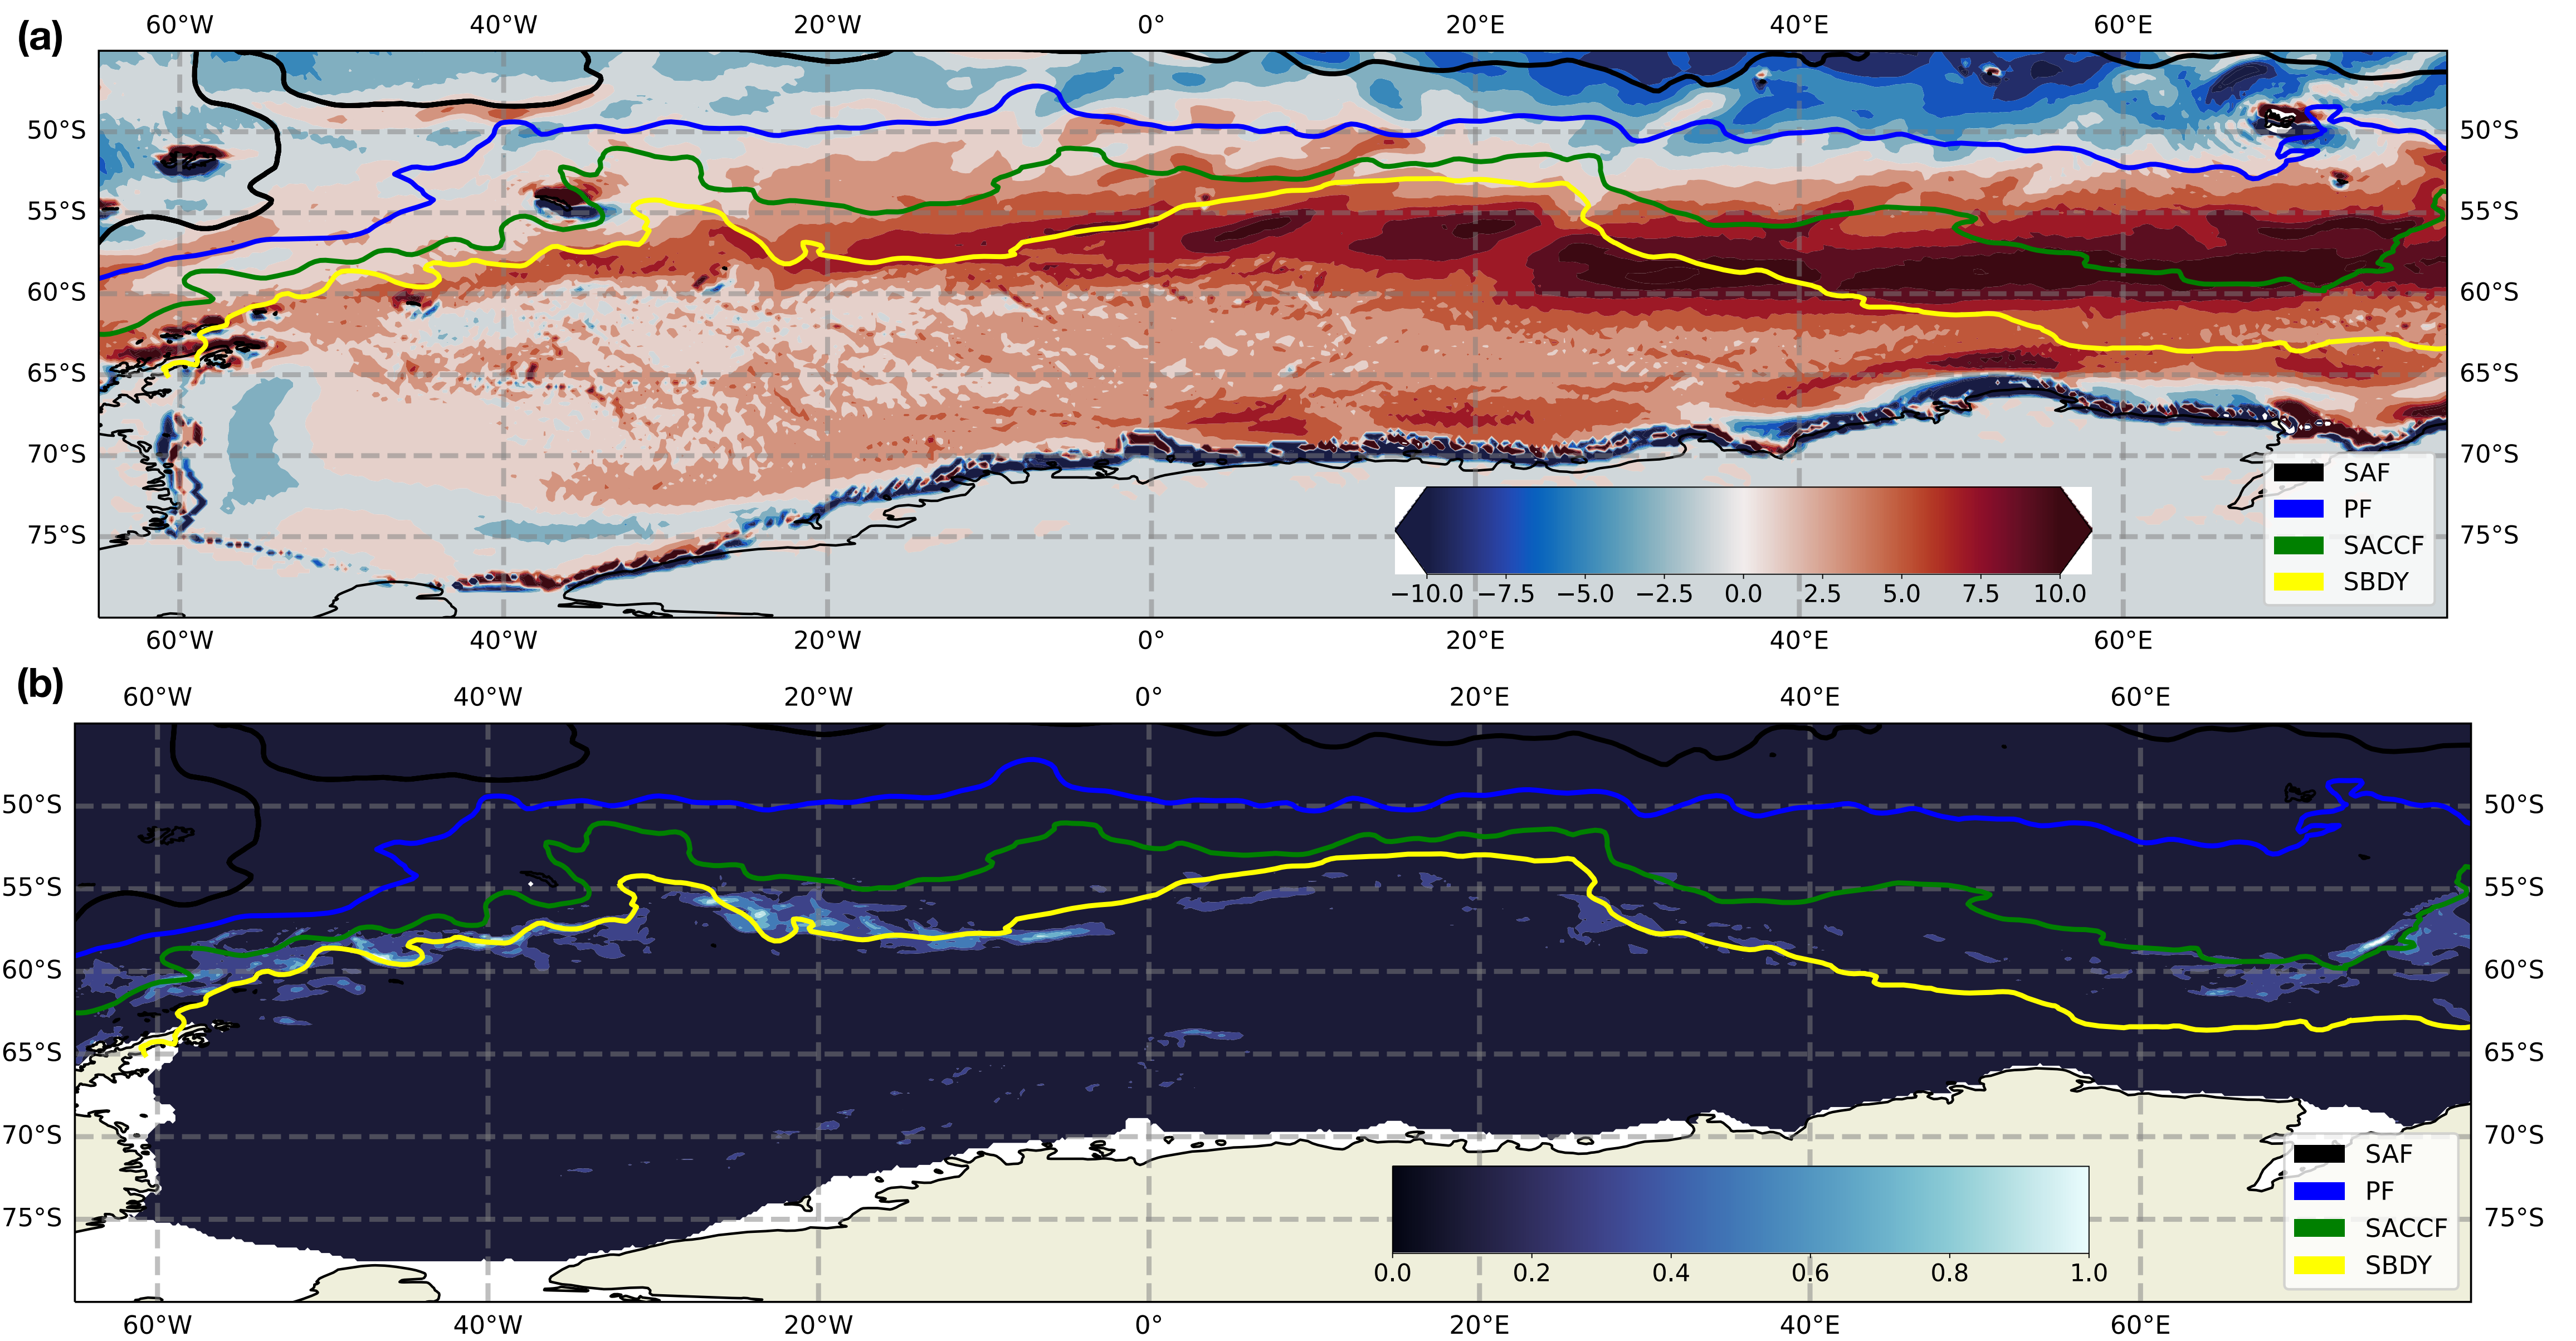 (a)
60°W 40°W 20°W 0° 20°E 40°E 60°E
50°S 50°S
55°S 55°S
60°S 60°S
65°S 65°S
70°S 70°S
75°S 75°S
SAF
PF
SACCF
SBDY
−10.0 −7.5 −5.0 −2.5 0.0 2.5 5.0 7.5 10.0
60°W 40°W 20°W 0° 20°E 40°E 60°E
(b)
60°W 40°W 20°W 0° 20°E 40°E 60°E
50°S 50°S
55°S 55°S
60°S 60°S
65°S 65°S
70°S 70°S
75°S 75°S
SAF
PF
SACCF
SBDY
0.0 0.2 0.4 0.6 0.8 1.0
60°W 40°W 20°W 0° 20°E 40°E 60°E